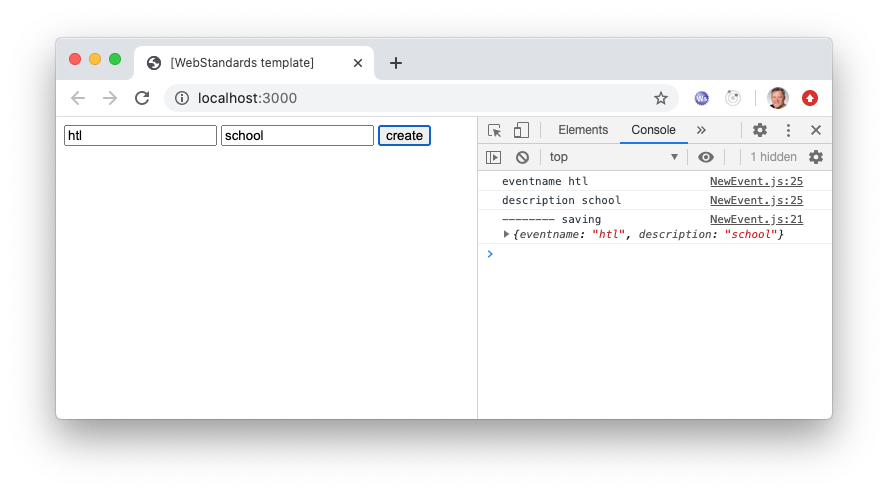 [WebStandards template]
localhost:3000
Ws
htl school create
Elements Console »
top 1 hidden
eventname htl NewEvent.js:25
description school NewEvent.js:25
-------- saving NewEvent.js:21
{eventname: "htl", description: "school"}